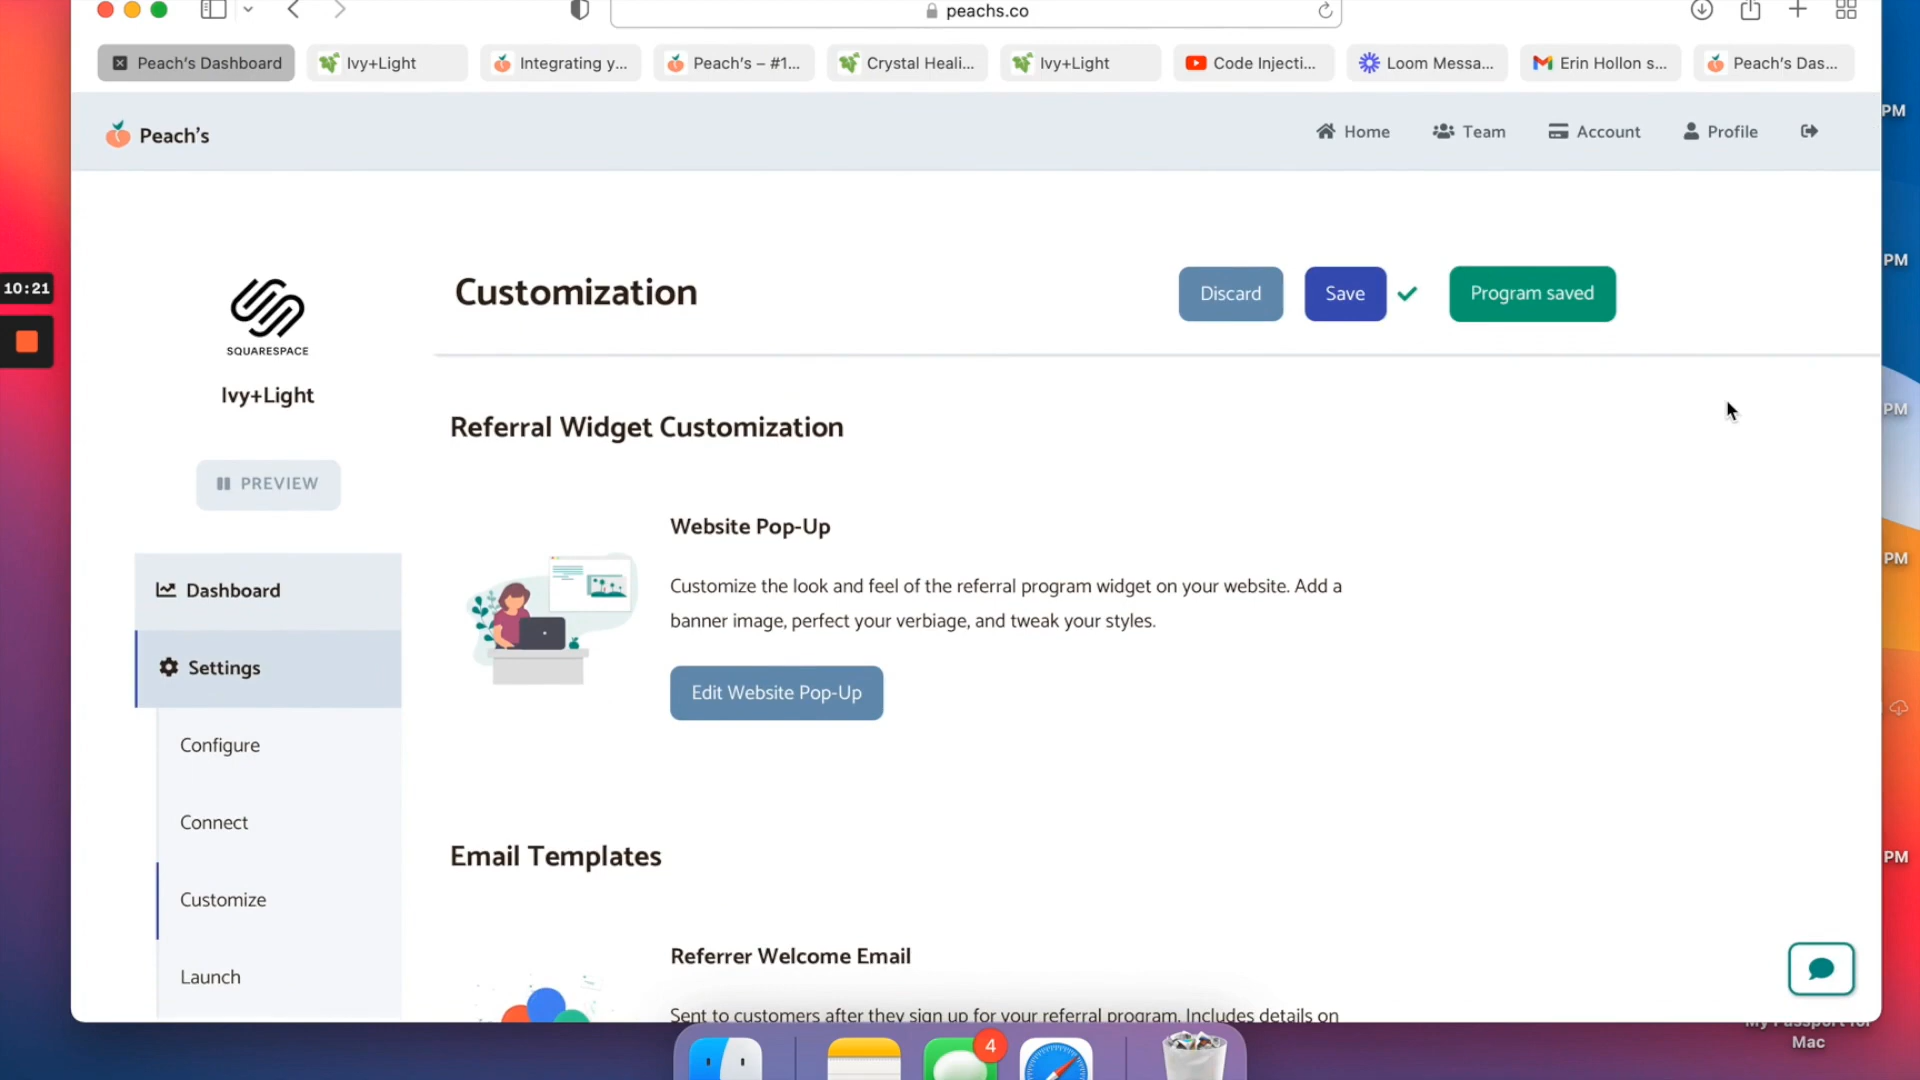 peachs.co
Peach's Dashboard
Ivy+Light
Integrating y...
Peach's – #1...
Crystal Heali...
Ivy+Light
Code Injecti...
Loom Messa...
Erin Hollon s...
Peach's Das...
Peach's
Home
Team
Account
Profile
PM
PM
PM
PM
PM
10:21
SQUARESPACE
Ivy+Light
PREVIEW
Dashboard
Settings
Configure
Connect
Customize
Launch
Customization
Discard
Save
Program saved
Referral Widget Customization
Website Pop-Up
Customize the look and feel of the referral program widget on your website. Add a
banner image, perfect your verbiage, and tweak your styles.
Edit Website Pop-Up
Email Templates
Referrer Welcome Email
Sent to customers after they sign up for your referral program. Includes details on
My Passport for
Mac
4